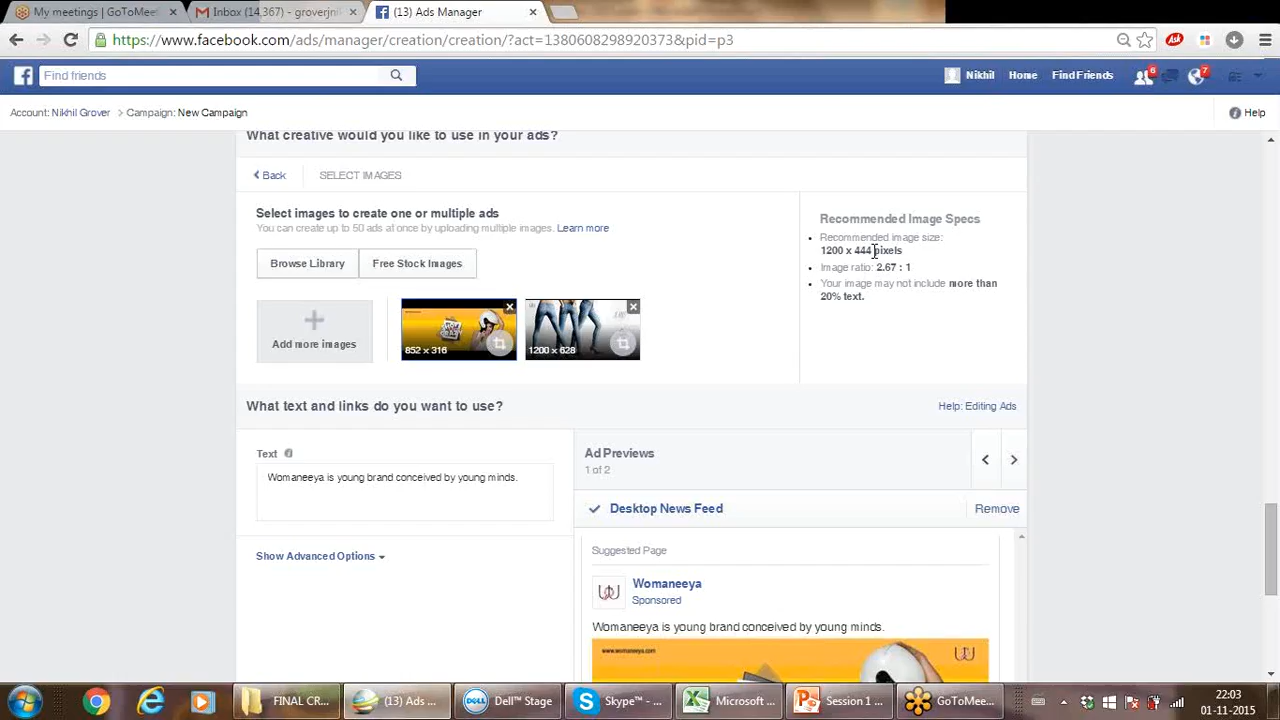 My meetings | GoToMee
Inbox (14,367) - groverjnik
(13) Ads Manager
https://www.facebook.com/ads/manager/creation/creation/?act=1380608298920373&pid=p3
Ask
f
Find friends
Nikhil
Home
Find Friends
6
7
Account: Nikhil Grover > Campaign: New Campaign
Help
What creative would you like to use in your ads?
Back
SELECT IMAGES
Select images to create one or multiple ads
You can create up to 50 ads at once by uploading multiple images. Learn more
Browse Library
Free Stock Images
Add more images
852 x 316
1200 x 628
Recommended Image Specs
Recommended image size:
1200 x 444 pixels
Image ratio: 2.67 : 1
Your image may not include more than
20% text.
What text and links do you want to use?
Help: Editing Ads
Text
Womaneeya is young brand conceived by young minds.
Show Advanced Options
Ad Previews
1 of 2
Desktop News Feed
Remove
Suggested Page
Womaneeya
Sponsored
Womaneeya is young brand conceived by young minds.
www.womaneeya.com
FINAL CR...
(13) Ads ...
DELL
Dell™ Stage
Skype™ - ...
Microsoft ...
Session 1 ...
GoToMee...
22:03
01-11-2015